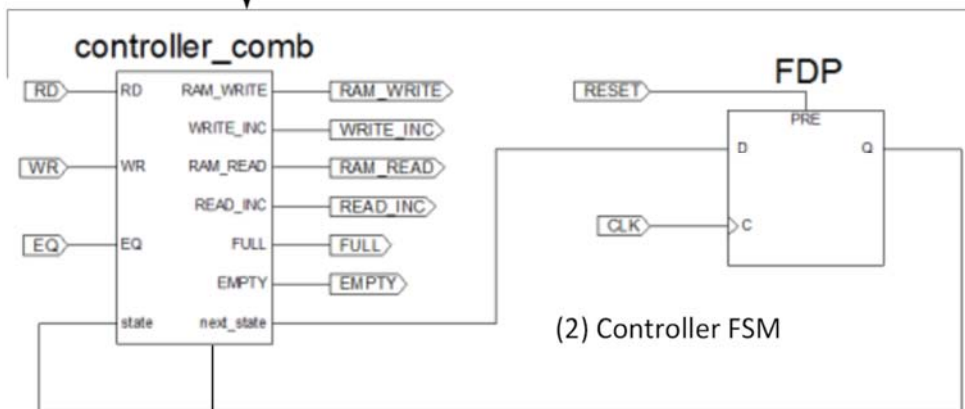 controller_comb
FDP
RD RD RAM_WRITE RAM_WRITE RESET
PRE
WRITE_INC WRITE_INC
D Q
WR WR RAM_READ RAM_READ
READ_INC READ_INC
CLK C
EQ EQ FULL FULL
EMPTY EMPTY
state next_state
(2) Controller FSM